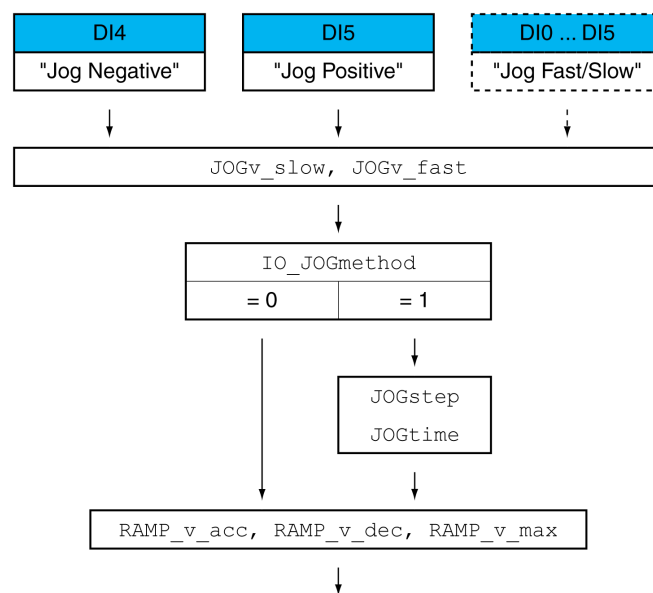 DI4
DI5
DI0 ... DI5
"Jog Negative"
"Jog Positive"
"Jog Fast/Slow"
JOGv_slow, JOGv_fast
IO_JOGmethod
= 0
= 1
JOGstep
JOGtime
RAMP_v_acc, RAMP_v_dec, RAMP_v_max